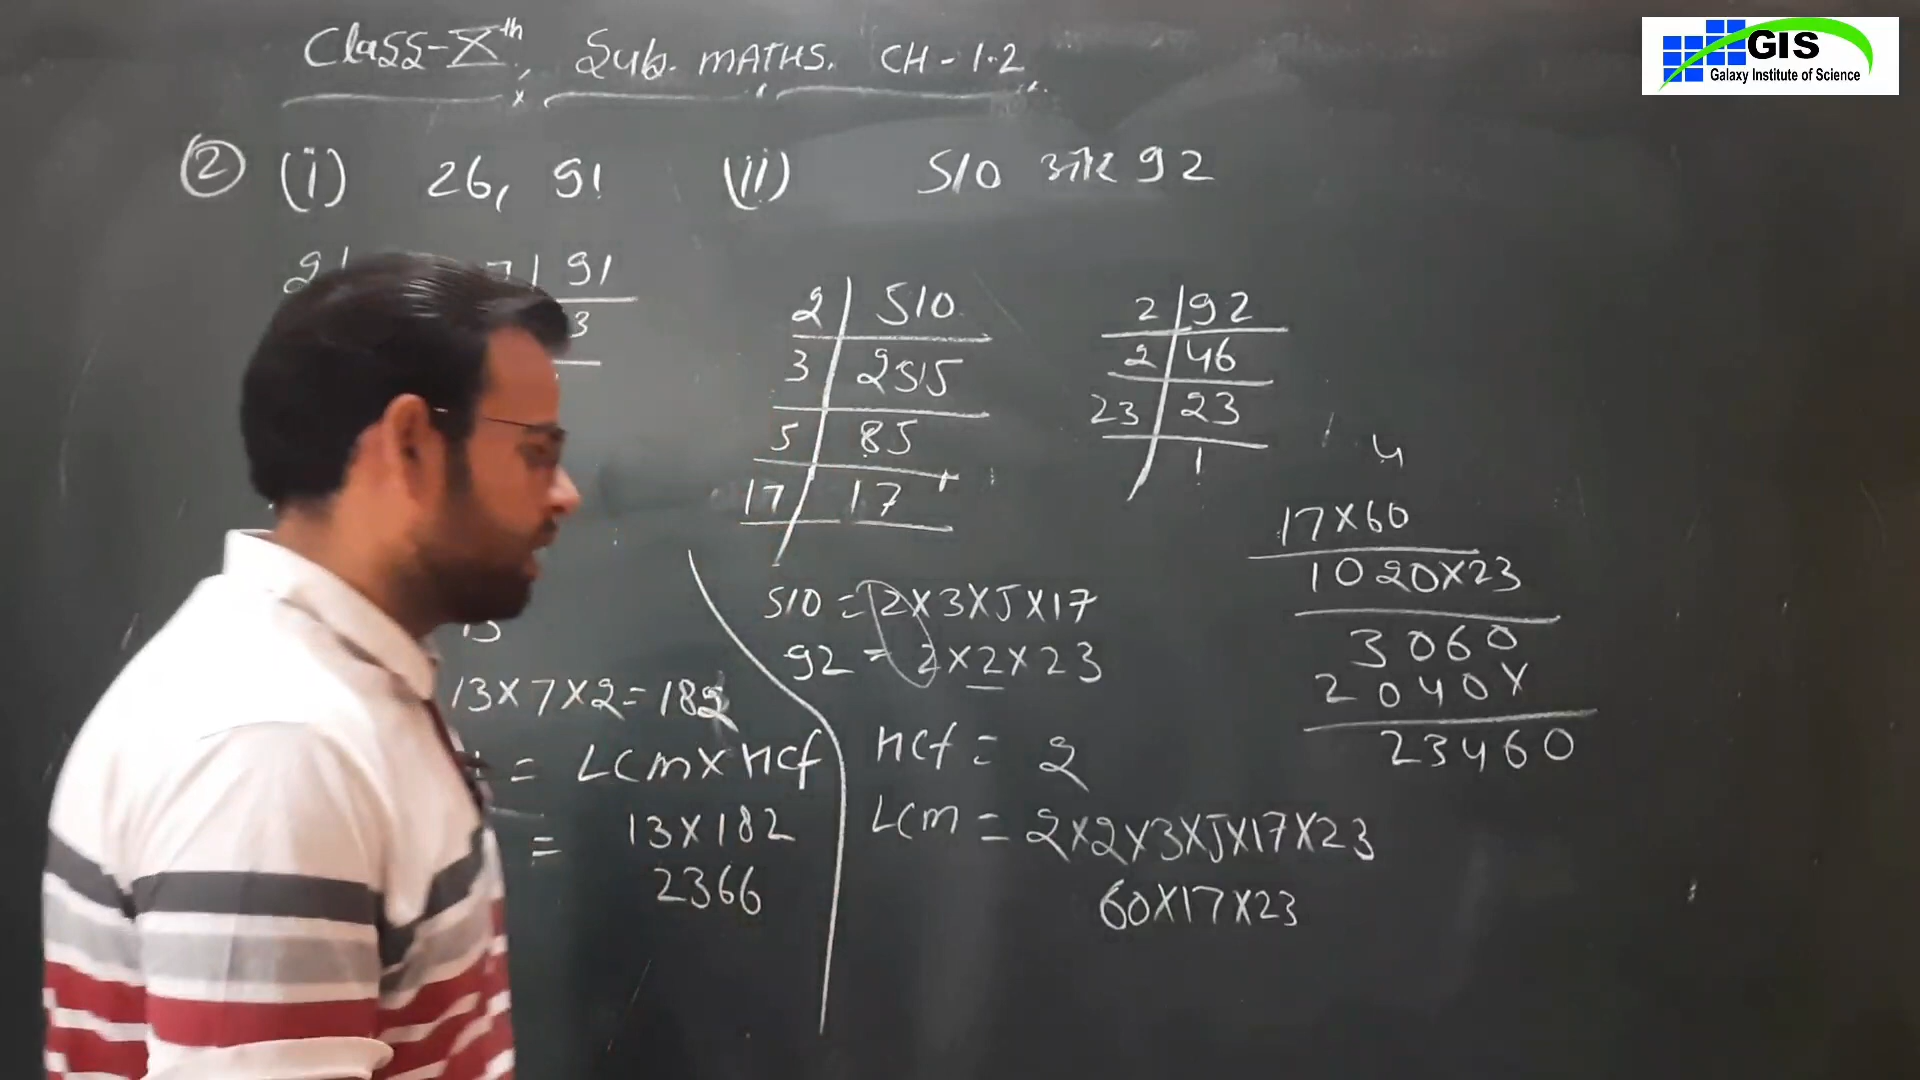 GIS
Galaxy Institute of Science
Class-Xth, Sub. MATHS. CH-1.2
② (i) 26, 91 (ii) 510 और 92
91
3
2 | 510
3 | 255
5 | 85
17 | 17
2 | 92
2 | 46
23 | 23
1
4
17×60
1020×23
3060
2040×
23460
510 = 2×3×5×17
92 = 2×2×23
13×7×2=182
= LCM×HCF
= 13×182
2366
HCF = 2
LCM = 2×2×3×5×17×23
60×17×23